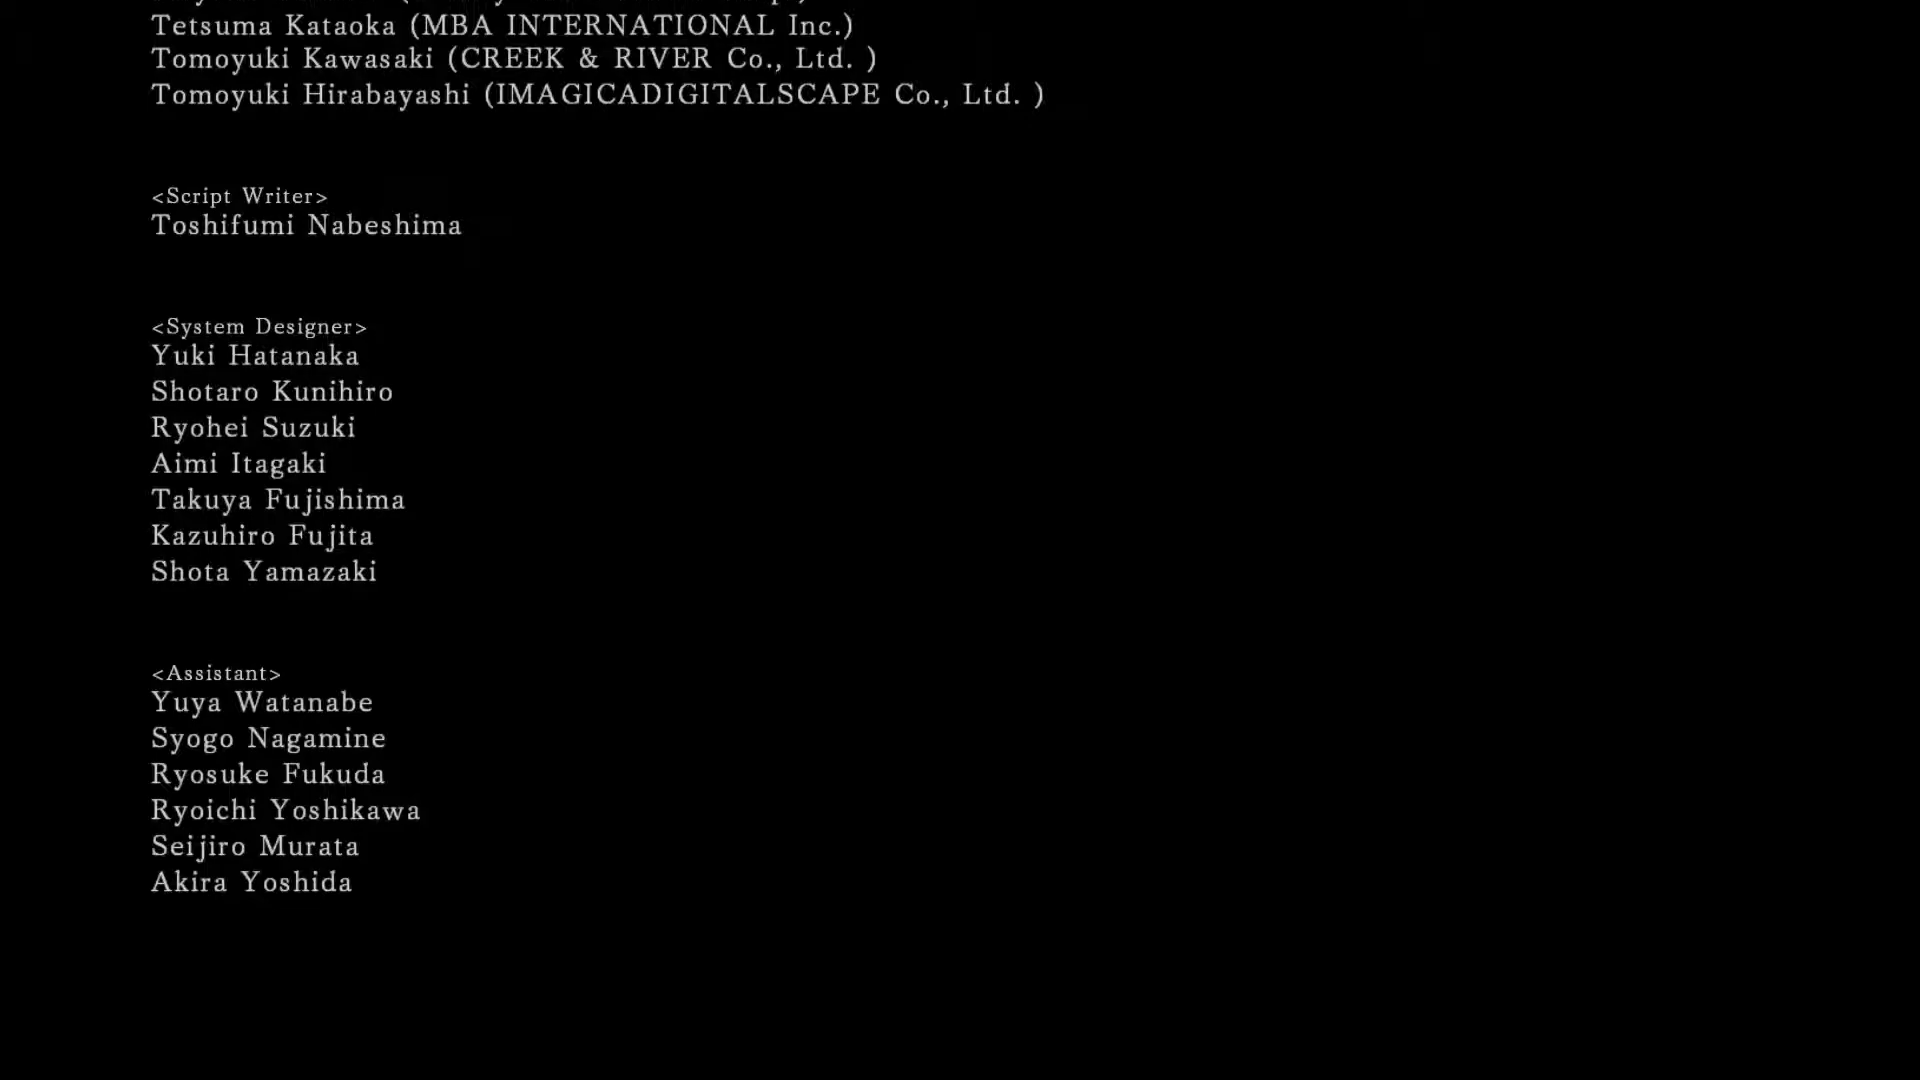 Tetsuma Kataoka (MBA INTERNATIONAL Inc.)
Tomoyuki Kawasaki (CREEK & RIVER Co., Ltd. )
Tomoyuki Hirabayashi (IMAGICADIGITALSCAPE Co., Ltd. )
<Script Writer>
Toshifumi Nabeshima
<System Designer>
Yuki Hatanaka
Shotaro Kunihiro
Ryohei Suzuki
Aimi Itagaki
Takuya Fujishima
Kazuhiro Fujita
Shota Yamazaki
<Assistant>
Yuya Watanabe
Syogo Nagamine
Ryosuke Fukuda
Ryoichi Yoshikawa
Seijiro Murata
Akira Yoshida